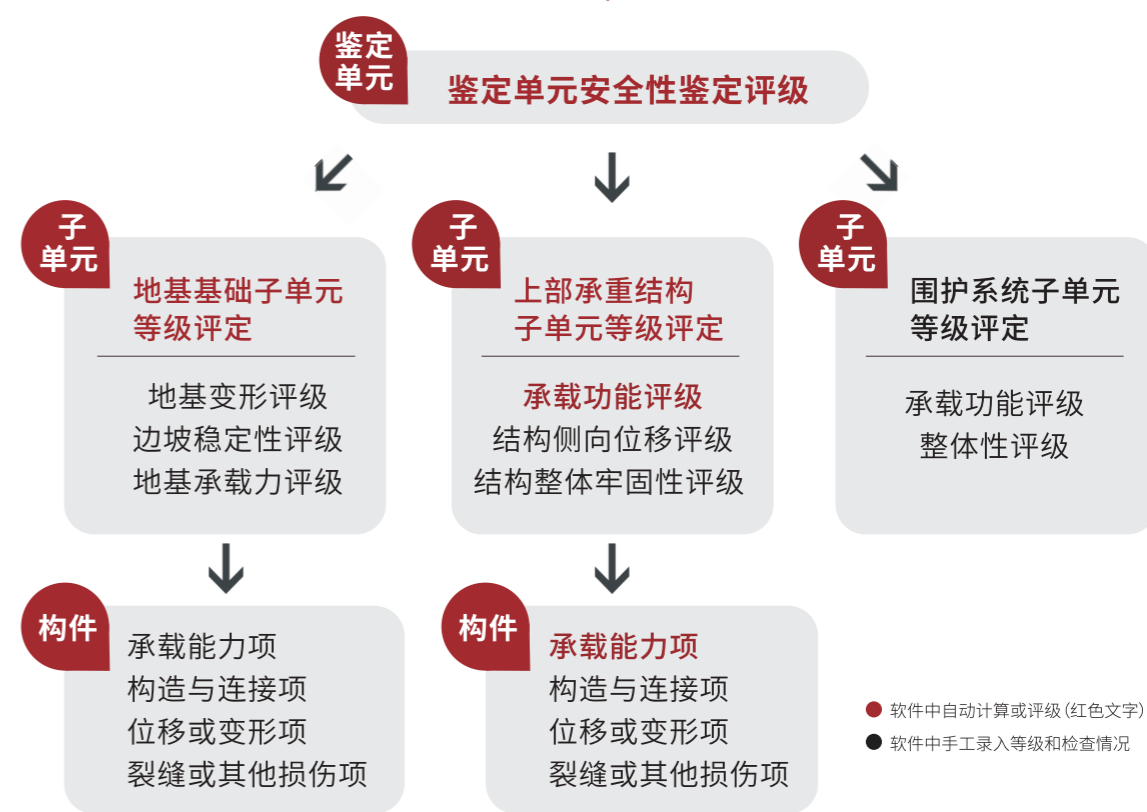 鉴定
单元
鉴定单元安全性鉴定评级
子
单元
地基基础子单元
等级评定
地基变形评级
边坡稳定性评级
地基承载力评级
子
单元
上部承重结构
子单元等级评定
承载功能评级
结构侧向位移评级
结构整体牢固性评级
子
单元
围护系统子单元
等级评定
承载功能评级
整体性评级
构件
承载能力项
构造与连接项
位移或变形项
裂缝或其他损伤项
构件
承载能力项
构造与连接项
位移或变形项
裂缝或其他损伤项
软件中自动计算或评级(红色文字)
软件中手工录入等级和检查情况